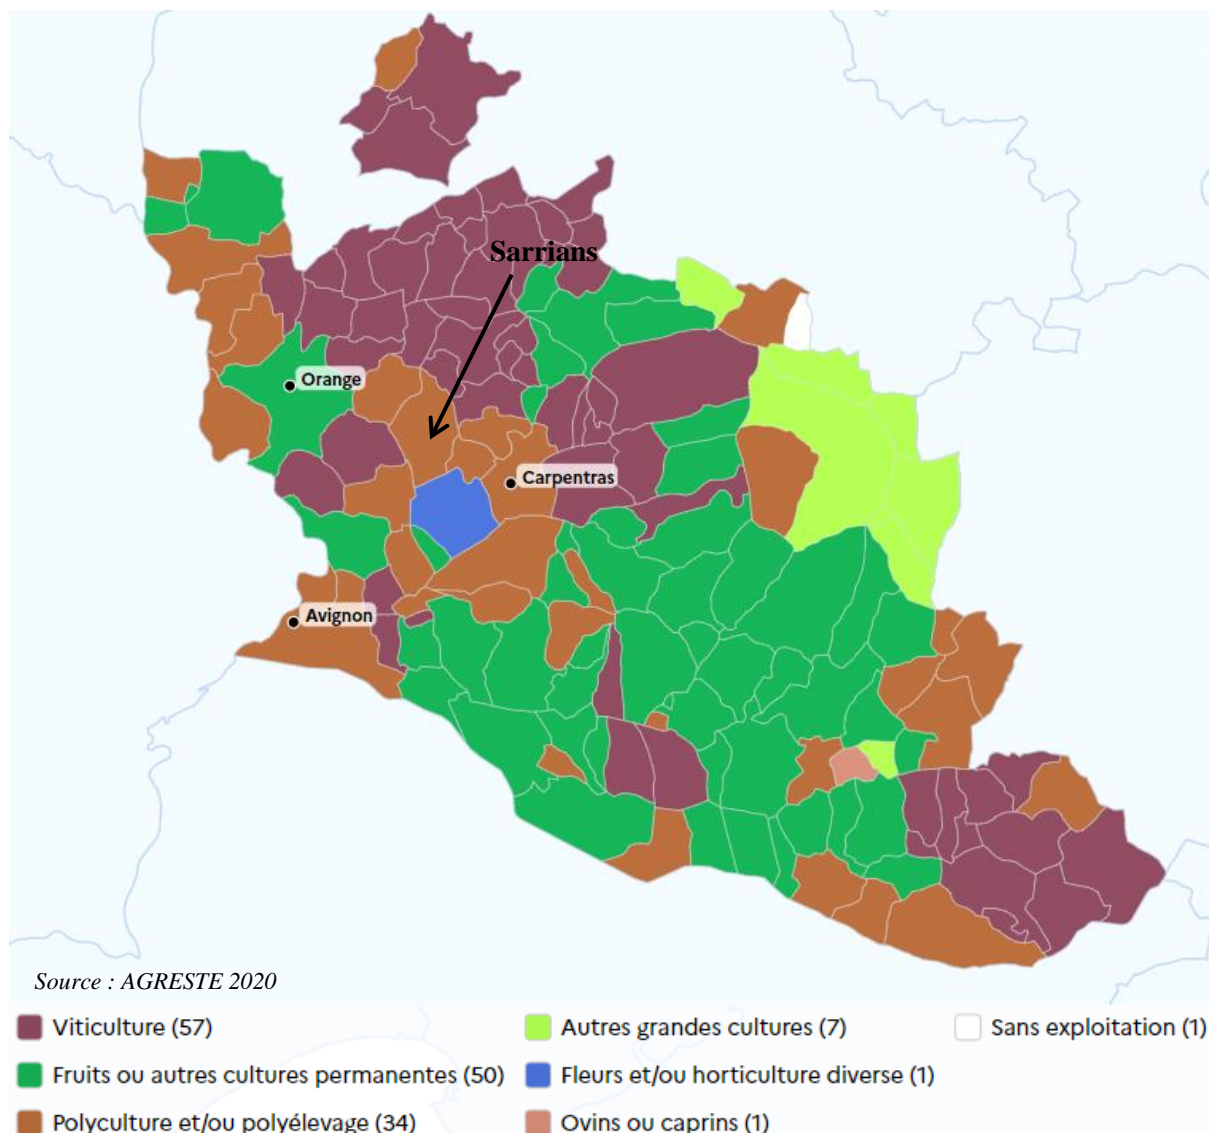 Sarrians
Orange
Carpentras
Avignon
Source : AGRESTE 2020
Viticulture (57)
Autres grandes cultures (7)
Sans exploitation (1)
Fruits ou autres cultures permanentes (50)
Fleurs et/ou horticulture diverse (1)
Polyculture et/ou polyélevage (34)
Ovins ou caprins (1)